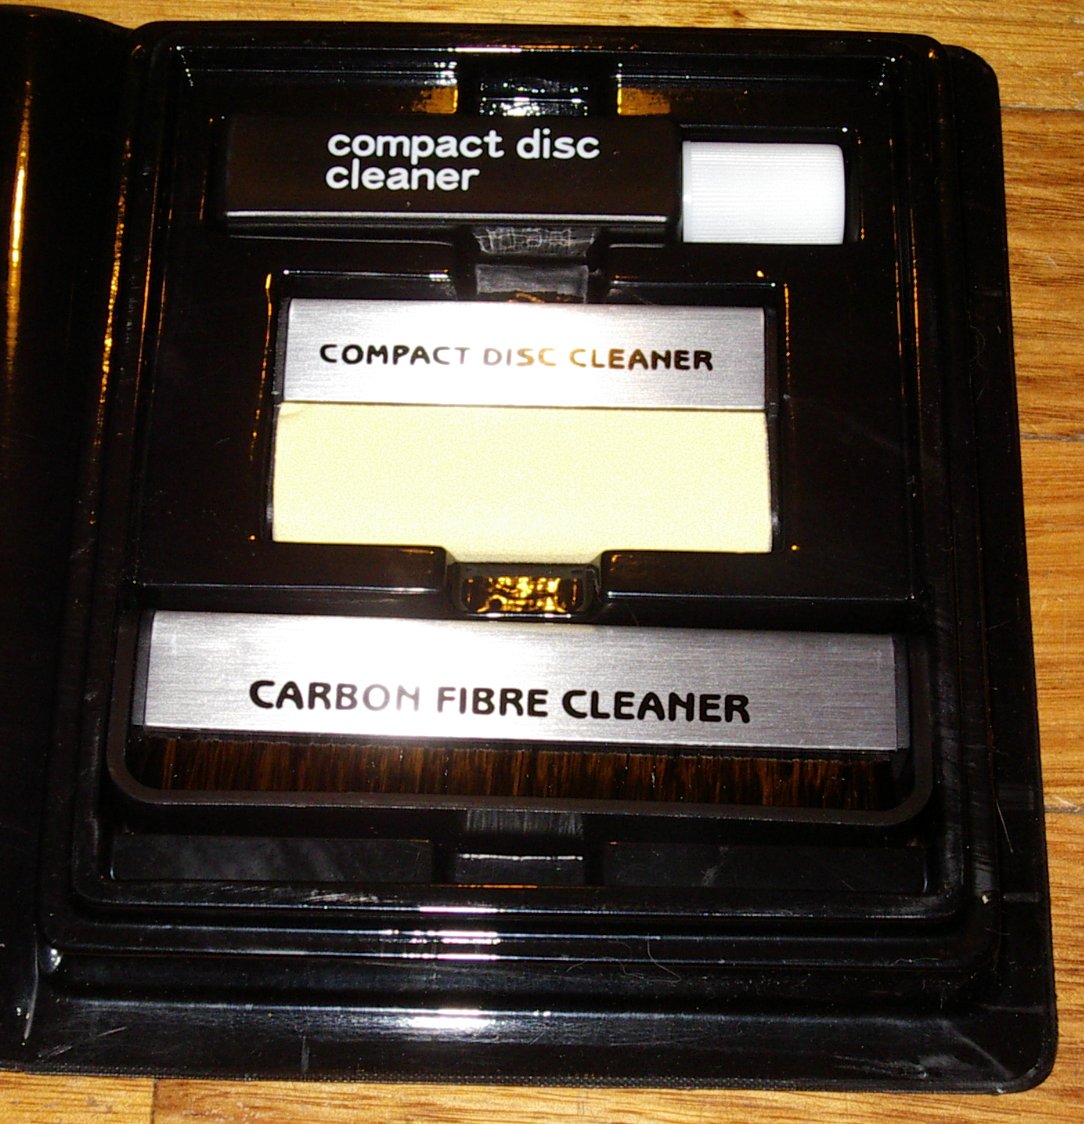 compact disc
cleaner
COMPACT DISC CLEANER
CARBON FIBRE CLEANER